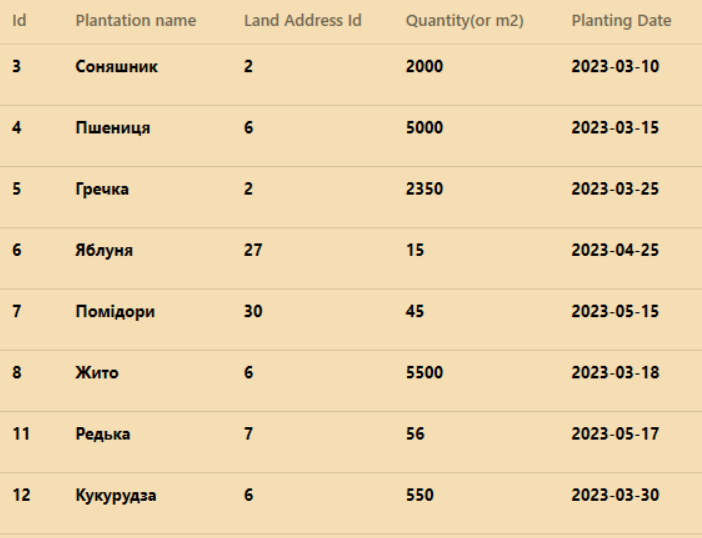 Id Plantation name Land Address Id Quantity(or m2) Planting Date
3 Соняшник 2 2000 2023-03-10
4 Пшениця 6 5000 2023-03-15
5 Гречка 2 2350 2023-03-25
6 Яблуня 27 15 2023-04-25
7 Помідори 30 45 2023-05-15
8 Жито 6 5500 2023-03-18
11 Редька 7 56 2023-05-17
12 Кукурудза 6 550 2023-03-30